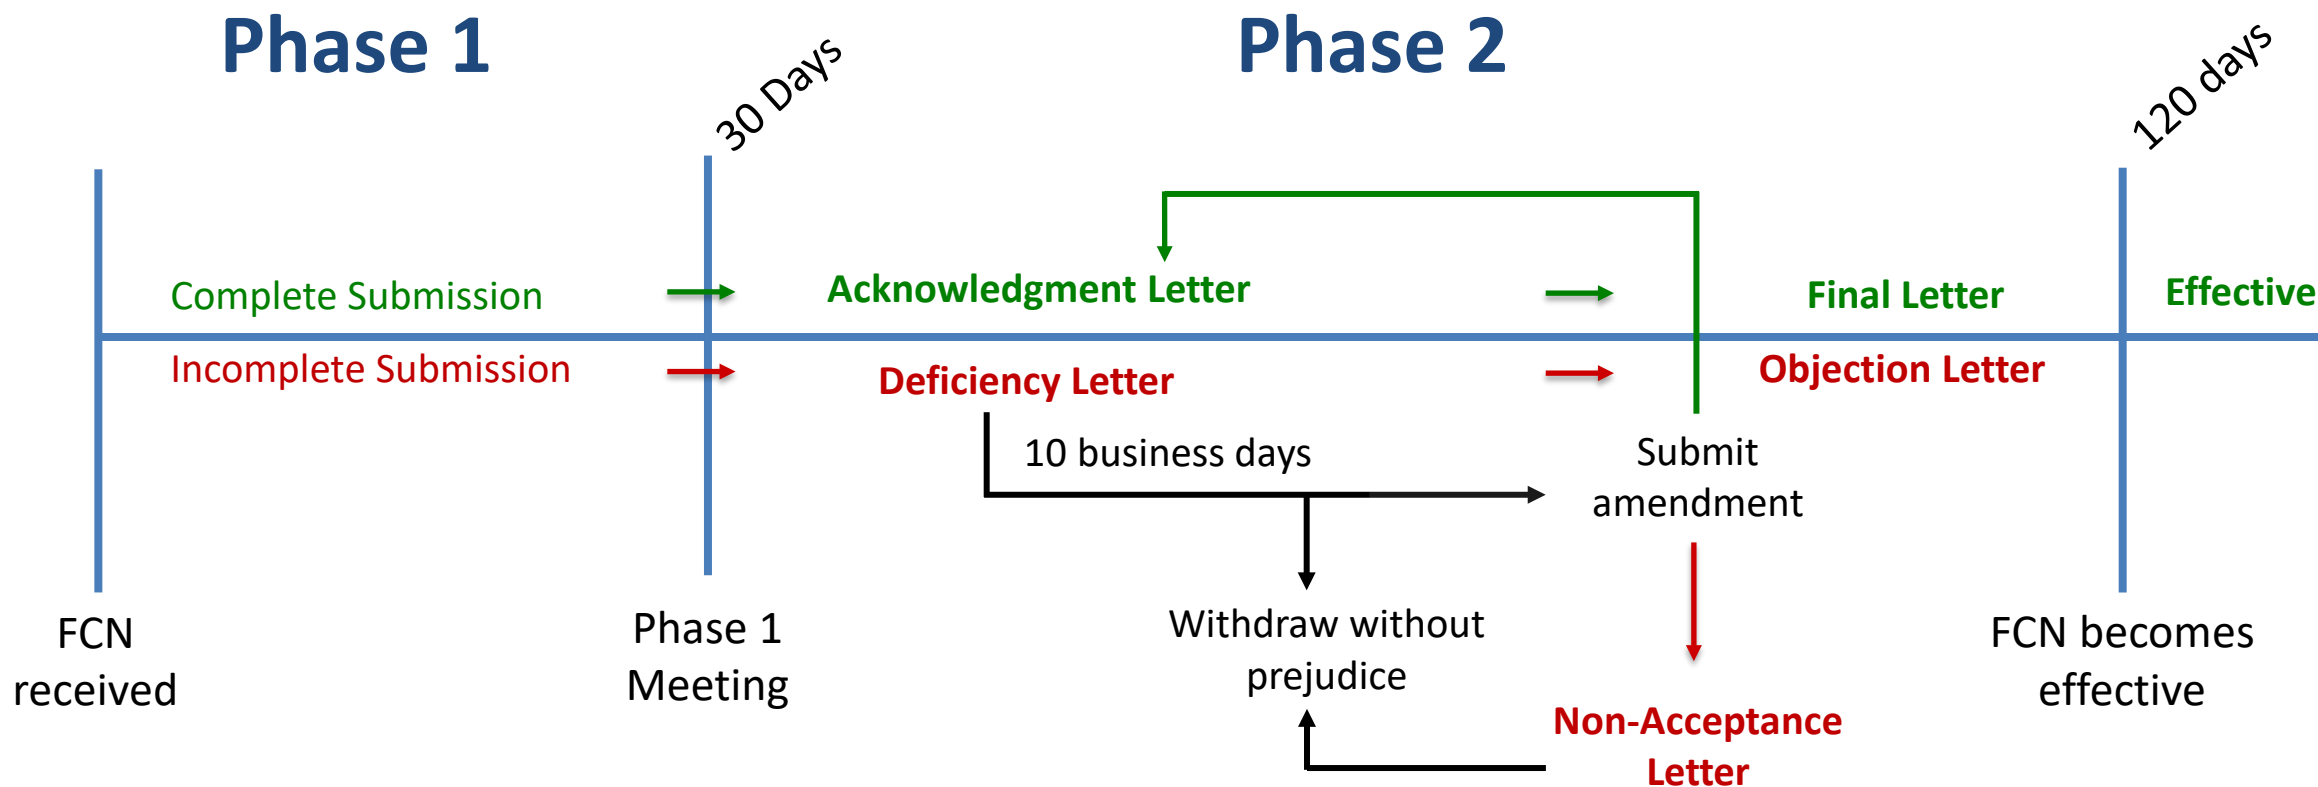 Phase 1
Phase 2
30 Days
120 days
Complete Submission
Acknowledgment Letter
Final Letter
Effective
Incomplete Submission
Deficiency Letter
Objection Letter
10 business days
Submit
amendment
FCN
received
Phase 1
Meeting
Withdraw without
prejudice
FCN becomes
effective
Non-Acceptance
Letter